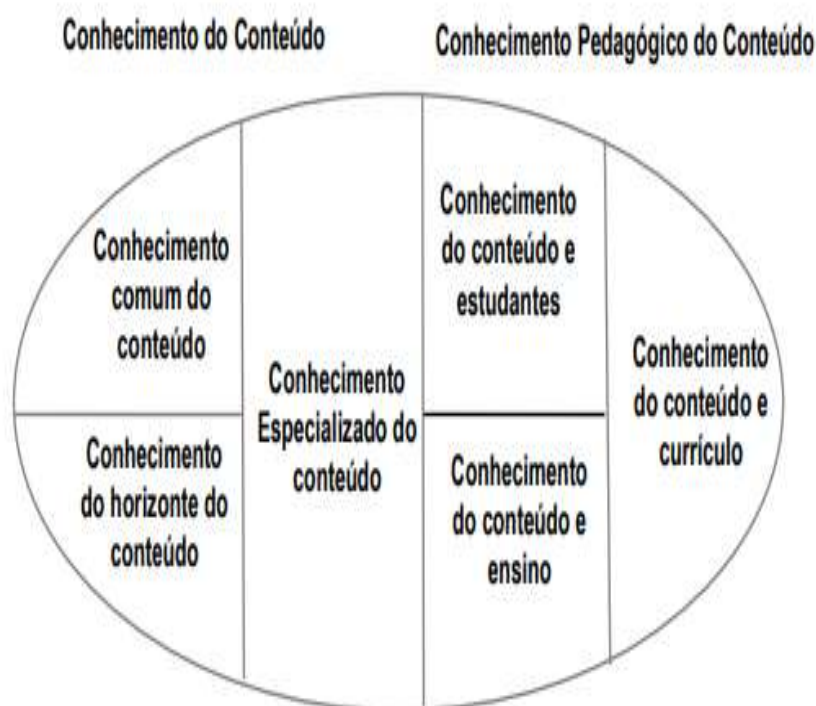 Conhecimento do Conteúdo
Conhecimento Pedagógico do Conteúdo
Conhecimento
comum do
conteúdo
Conhecimento
do horizonte do
conteúdo
Conhecimento
Especializado do
conteúdo
Conhecimento
do conteúdo e
estudantes
Conhecimento
do conteúdo e
ensino
Conhecimento
do conteúdo e
currículo